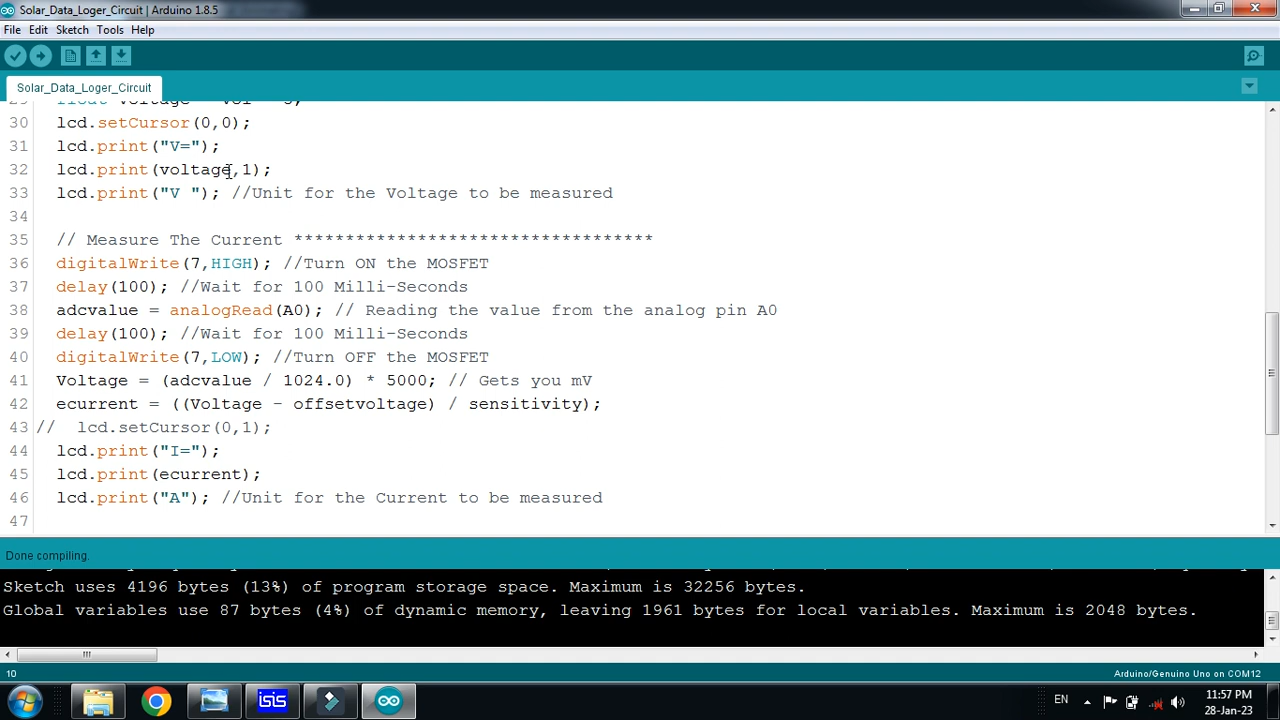 Solar_Data_Loger_Circuit | Arduino 1.8.5
File Edit Sketch Tools Help
Solar_Data_Loger_Circuit
30 lcd.setCursor(0,0);
31 lcd.print("V=");
32 lcd.print(voltage,1);
33 lcd.print("V "); //Unit for the Voltage to be measured
34
35 // Measure The Current ***********************************
36 digitalWrite(7,HIGH); //Turn ON the MOSFET
37 delay(100); //Wait for 100 Milli-Seconds
38 adcvalue = analogRead(A0); // Reading the value from the analog pin A0
39 delay(100); //Wait for 100 Milli-Seconds
40 digitalWrite(7,LOW); //Turn OFF the MOSFET
41 Voltage = (adcvalue / 1024.0) * 5000; // Gets you mV
42 ecurrent = ((Voltage - offsetvoltage) / sensitivity);
43 // lcd.setCursor(0,1);
44 lcd.print("I=");
45 lcd.print(ecurrent);
46 lcd.print("A"); //Unit for the Current to be measured
47
Done compiling.
Sketch uses 4196 bytes (13%) of program storage space. Maximum is 32256 bytes.
Global variables use 87 bytes (4%) of dynamic memory, leaving 1961 bytes for local variables. Maximum is 2048 bytes.
10 Arduino/Genuino Uno on COM12
isis
EN
11:57 PM
28-Jan-23